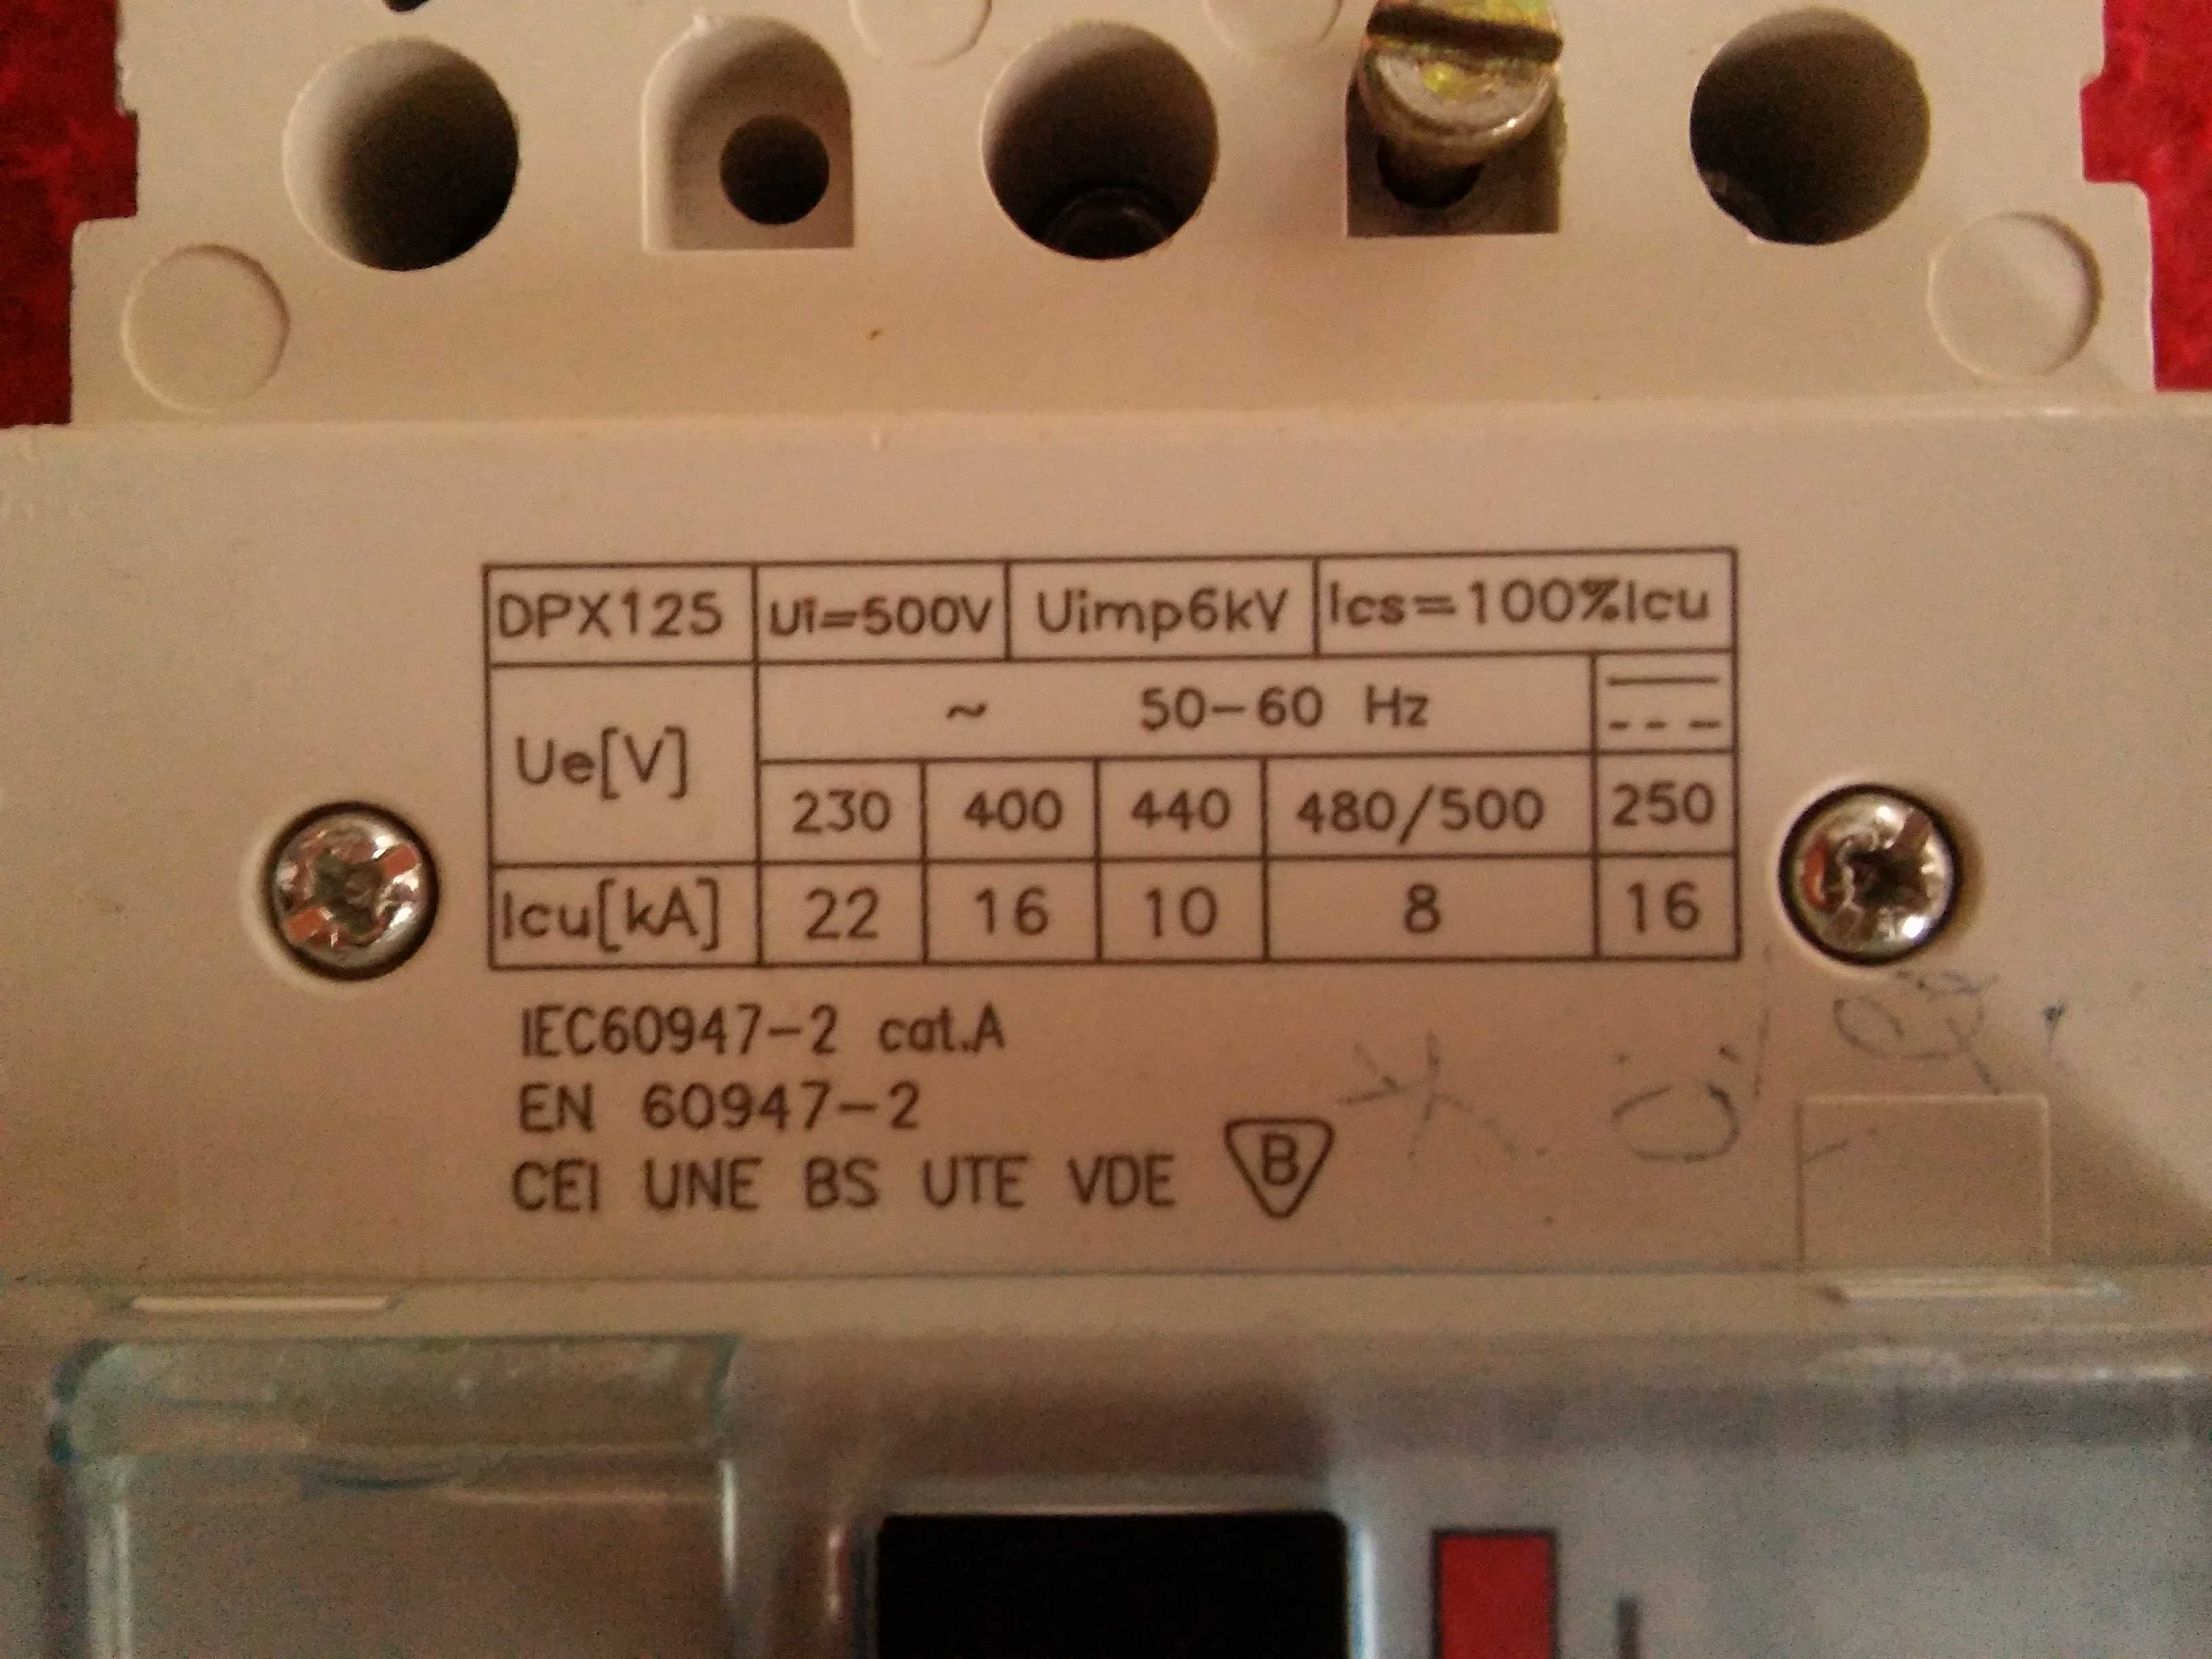 DPX125 Ui=500V Uimp6kV Ics=100%Icu
Ue[V] ~ 50-60 Hz
230 400 440 480/500 250
Icu[kA] 22 16 10 8 16
IEC60947-2 cat.A
EN 60947-2
CEI UNE BS UTE VDE B